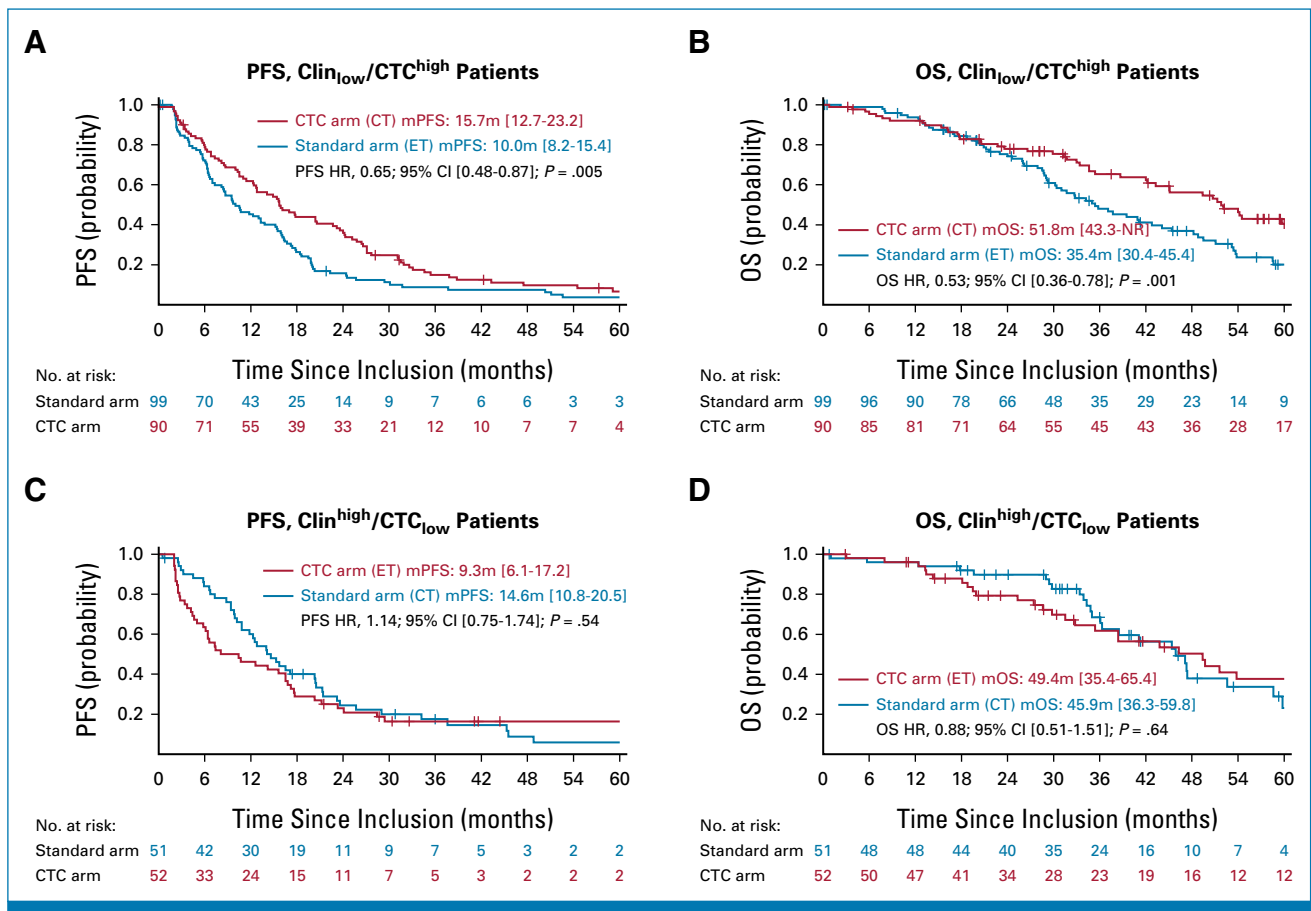 A
PFS, Clinlow/CTChigh Patients
CTC arm (CT) mPFS: 15.7m [12.7-23.2]
Standard arm (ET) mPFS: 10.0m [8.2-15.4]
PFS HR, 0.65; 95% CI [0.48-0.87]; P = .005
PFS (probability)
1.0
0.8
0.6
0.4
0.2
0 6 12 18 24 30 36 42 48 54 60
Time Since Inclusion (months)
No. at risk:
Standard arm 99 70 43 25 14 9 7 6 6 3 3
CTC arm 90 71 55 39 33 21 12 10 7 7 4
B
OS, Clinlow/CTChigh Patients
OS (probability)
1.0
0.8
0.6
0.4
0.2
CTC arm (CT) mOS: 51.8m [43.3-NR]
Standard arm (ET) mOS: 35.4m [30.4-45.4]
OS HR, 0.53; 95% CI [0.36-0.78]; P = .001
0 6 12 18 24 30 36 42 48 54 60
Time Since Inclusion (months)
No. at risk:
Standard arm 99 96 90 78 66 48 35 29 23 14 9
CTC arm 90 85 81 71 64 55 45 43 36 28 17
C
PFS, Clinhigh/CTClow Patients
CTC arm (ET) mPFS: 9.3m [6.1-17.2]
Standard arm (CT) mPFS: 14.6m [10.8-20.5]
PFS HR, 1.14; 95% CI [0.75-1.74]; P = .54
PFS (probability)
1.0
0.8
0.6
0.4
0.2
0 6 12 18 24 30 36 42 48 54 60
Time Since Inclusion (months)
No. at risk:
Standard arm 51 42 30 19 11 9 7 5 3 2 2
CTC arm 52 33 24 15 11 7 5 3 2 2 2
D
OS, Clinhigh/CTClow Patients
OS (probability)
1.0
0.8
0.6
0.4
0.2
CTC arm (ET) mOS: 49.4m [35.4-65.4]
Standard arm (CT) mOS: 45.9m [36.3-59.8]
OS HR, 0.88; 95% CI [0.51-1.51]; P = .64
0 6 12 18 24 30 36 42 48 54 60
Time Since Inclusion (months)
No. at risk:
Standard arm 51 48 48 44 40 35 24 16 10 7 4
CTC arm 52 50 47 41 34 28 23 19 16 12 12